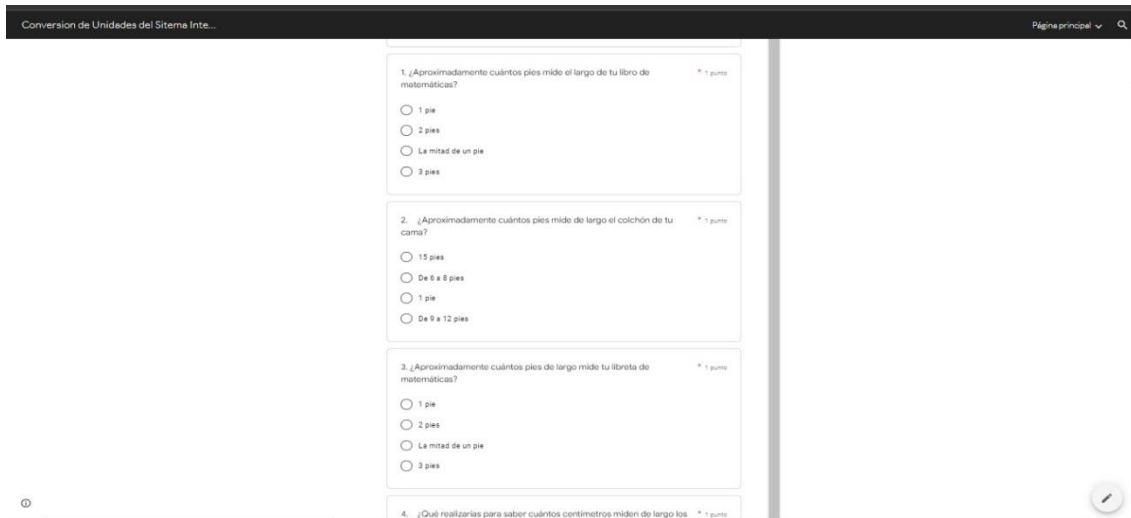 Conversion de Unidades del Sitema Inte...
Página principal
1. ¿Aproximadamente cuántos pies mide el largo de tu libro de
* 1 punto
matemáticas?
1 pie
2 pies
La mitad de un pie
3 pies
2. ¿Aproximadamente cuántos pies mide de largo el colchón de tu
* 1 punto
cama?
15 pies
De 6 a 8 pies
1 pie
De 9 a 12 pies
3. ¿Aproximadamente cuántos pies de largo mide tu libreta de
* 1 punto
matemáticas?
1 pie
2 pies
La mitad de un pie
3 pies
4. ¿Qué realizarías para saber cuántos centímetros miden de largo los
* 1 punto